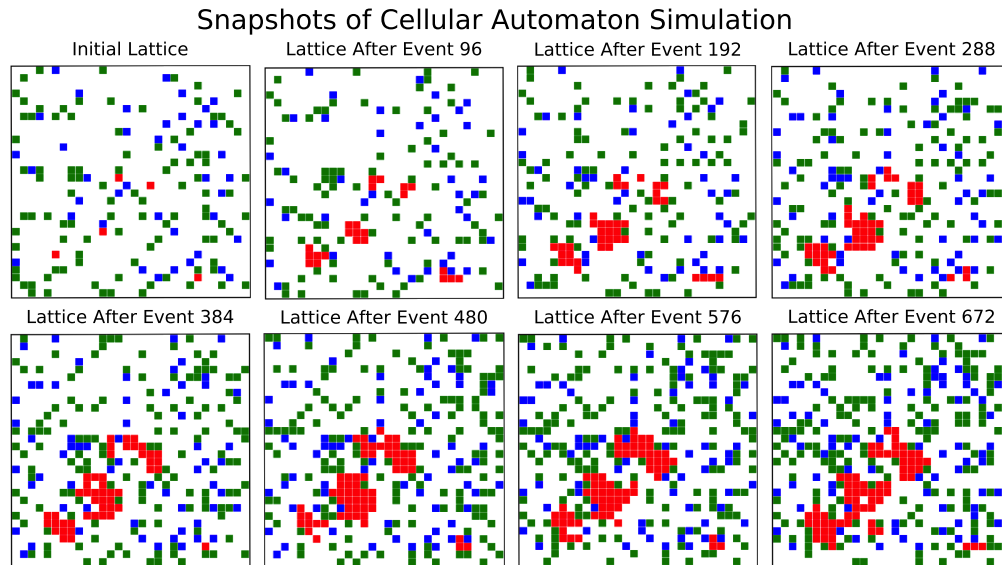 Snapshots of Cellular Automaton Simulation
Initial Lattice
Lattice After Event 96
Lattice After Event 192
Lattice After Event 288
Lattice After Event 384
Lattice After Event 480
Lattice After Event 576
Lattice After Event 672